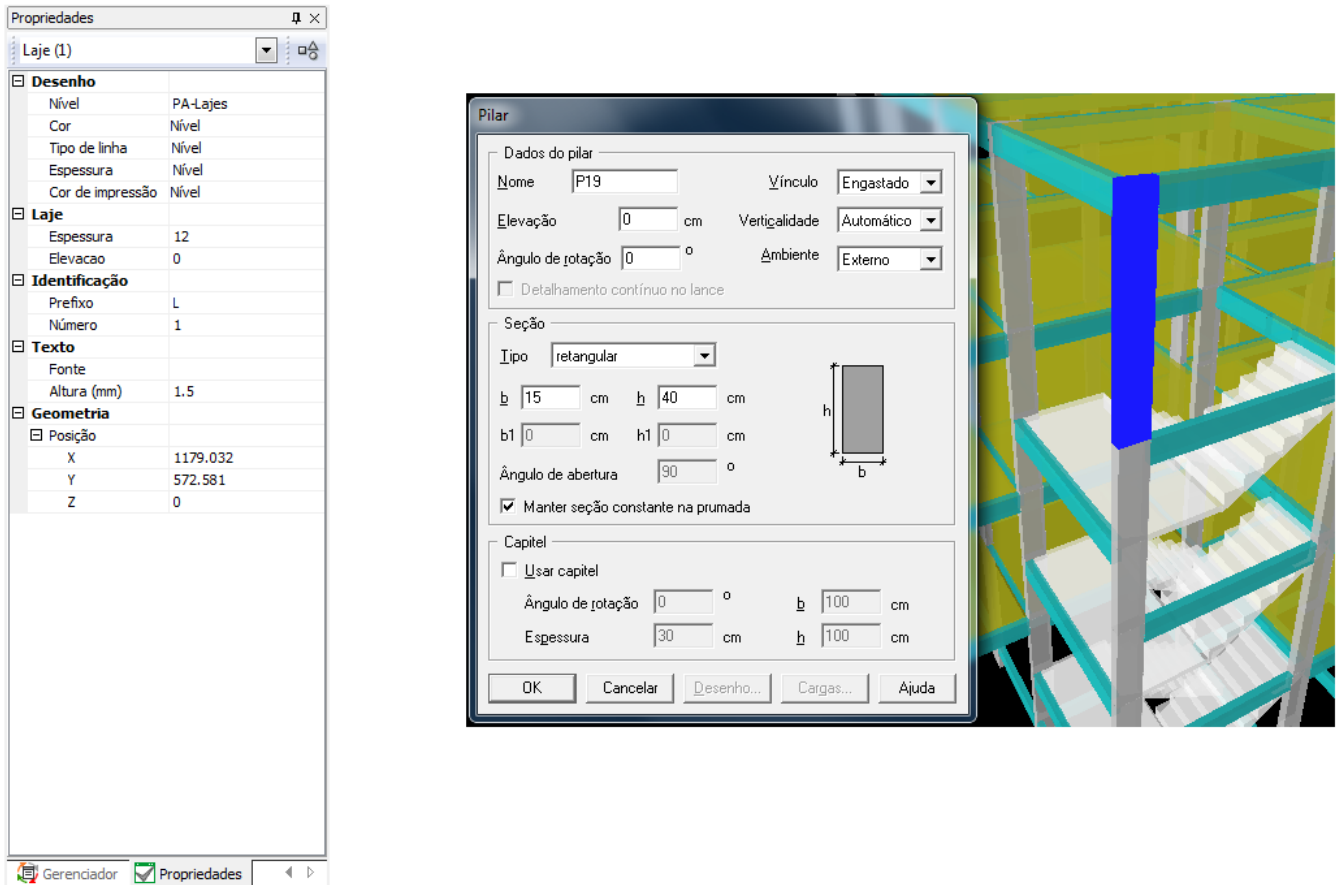 Propriedades
Laje (1)
Desenho
Nível PA-Lajes
Cor Nível
Tipo de linha Nível
Espessura Nível
Cor de impressão Nível
Laje
Espessura 12
Elevacao 0
Identificação
Prefixo L
Número 1
Texto
Fonte
Altura (mm) 1.5
Geometria
Posição
X 1179.032
Y 572.581
Z 0
Gerenciador Propriedades
Pilar
Dados do pilar
Nome P19 Vínculo Engastado
Elevação 0 cm Verticalidade Automático
Ângulo de rotação 0 º Ambiente Externo
Detalhamento contínuo no lance
Seção
Tipo retangular
b 15 cm h 40 cm
b1 0 cm h1 0 cm
Ângulo de abertura 90 º
Manter seção constante na prumada
h
b
Capitel
Usar capitel
Ângulo de rotação 0 º b 100 cm
Espessura 30 cm h 100 cm
OK Cancelar Desenho... Cargas... Ajuda